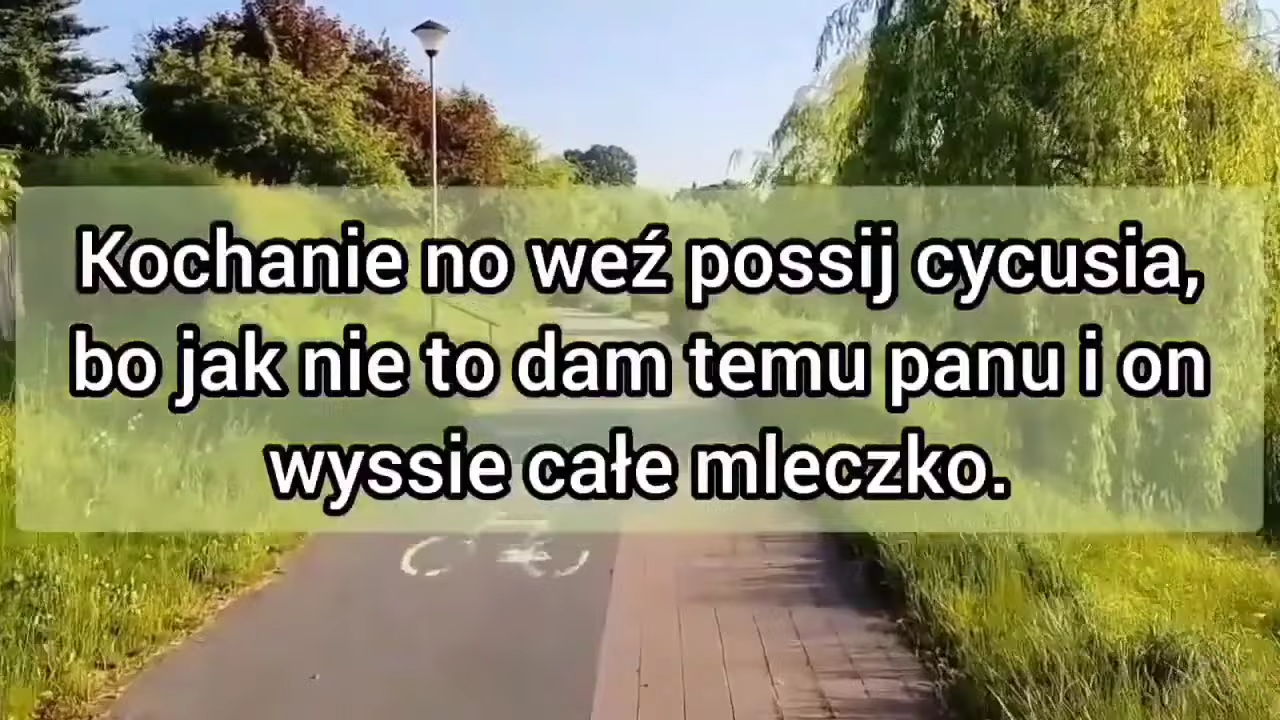 Kochanie no weź possij cycusia,
bo jak nie to dam temu panu i on
wyssie całe mleczko.